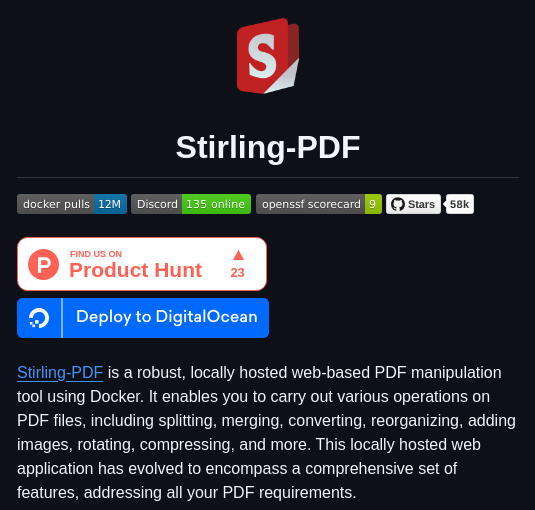 S
Stirling-PDF
docker pulls 12M Discord 135 online openssf scorecard 9 Stars 58k
FIND US ON
P Product Hunt ▲ 23
Deploy to DigitalOcean
Stirling-PDF is a robust, locally hosted web-based PDF manipulation
tool using Docker. It enables you to carry out various operations on
PDF files, including splitting, merging, converting, reorganizing, adding
images, rotating, compressing, and more. This locally hosted web
application has evolved to encompass a comprehensive set of
features, addressing all your PDF requirements.